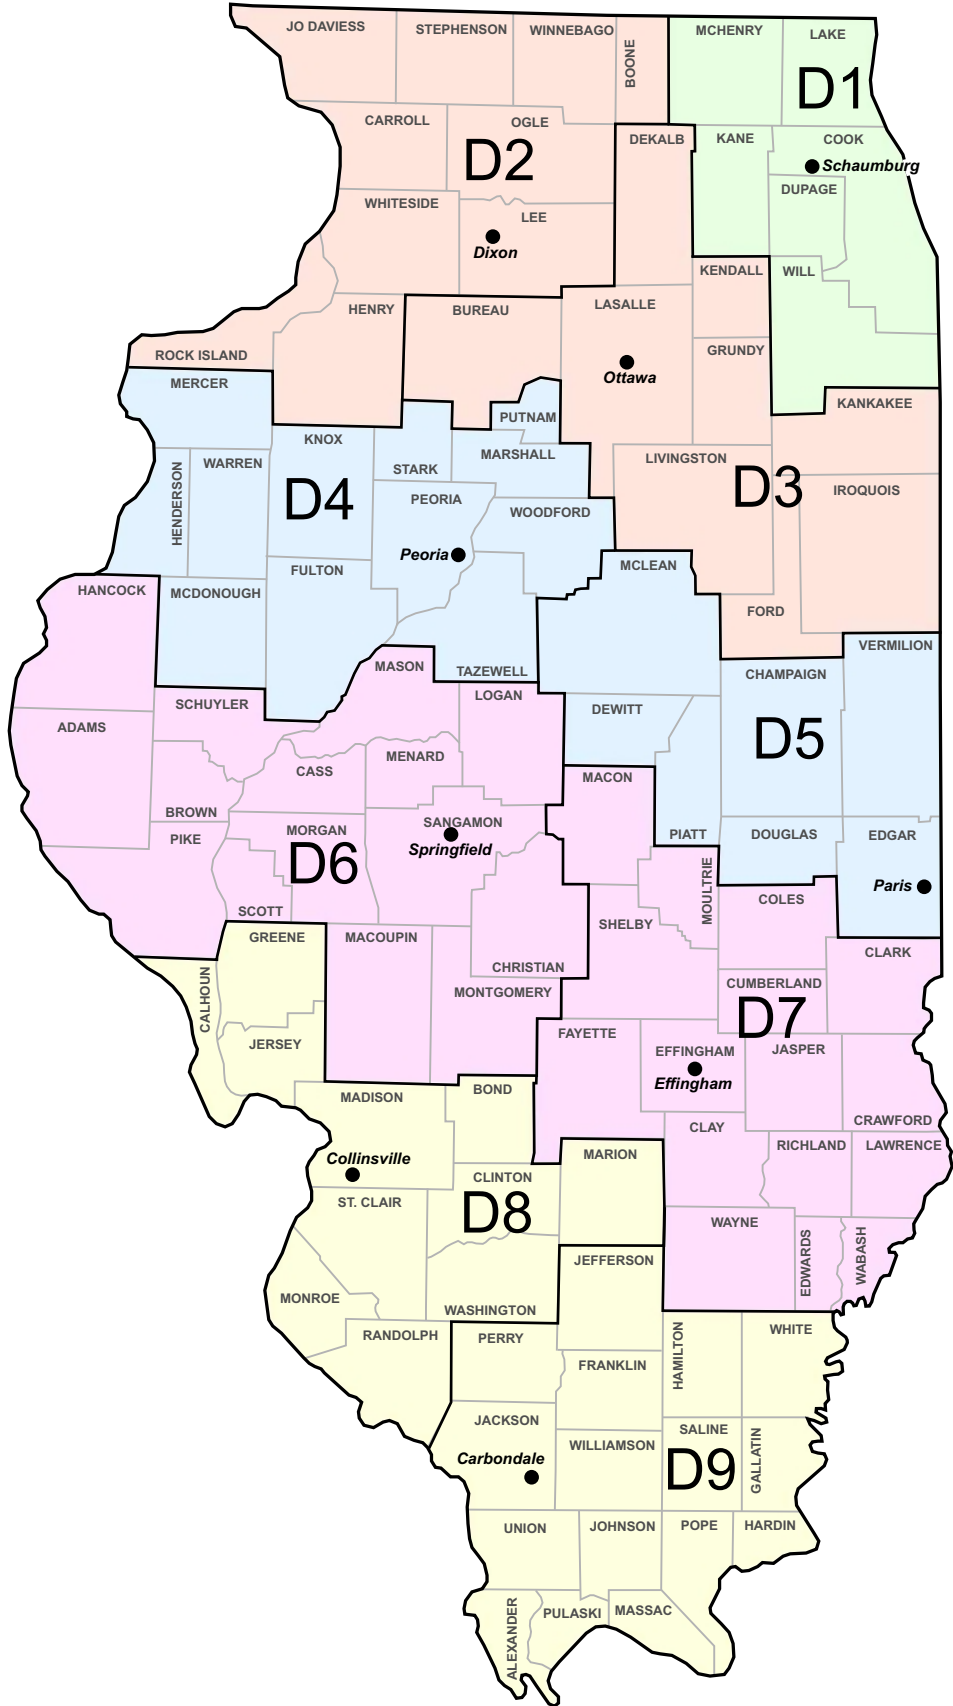 JO DAVIESS
STEPHENSON
WINNEBAGO
BOONE
MCHENRY
LAKE
D1
CARROLL
OGLE
D2
DEKALB
KANE
COOK
Schaumburg
DUPAGE
WHITESIDE
LEE
Dixon
KENDALL
WILL
HENRY
BUREAU
LASALLE
ROCK ISLAND
GRUNDY
Ottawa
MERCER
KANKAKEE
PUTNAM
KNOX
STARK
MARSHALL
LIVINGSTON
D3
HENDERSON
WARREN
D4
PEORIA
WOODFORD
IROQUOIS
Peoria
FULTON
MCLEAN
HANCOCK
MCDONOUGH
FORD
MASON
TAZEWELL
VERMILION
CHAMPAIGN
SCHUYLER
LOGAN
DEWITT
ADAMS
D5
CASS
MENARD
MACON
BROWN
PIKE
MORGAN
SANGAMON
PIATT
DOUGLAS
EDGAR
D6
Springfield
MOULTRIE
Paris
SCOTT
COLES
SHELBY
GREENE
MACOUPIN
CLARK
CHRISTIAN
CALHOUN
MONTGOMERY
CUMBERLAND
D7
JERSEY
FAYETTE
EFFINGHAM
JASPER
Effingham
MADISON
BOND
CLAY
CRAWFORD
Collinsville
MARION
RICHLAND
LAWRENCE
ST. CLAIR
CLINTON
D8
WAYNE
EDWARDS
WABASH
JEFFERSON
MONROE
WASHINGTON
RANDOLPH
PERRY
HAMILTON
WHITE
FRANKLIN
JACKSON
SALINE
GALLATIN
WILLIAMSON
Carbondale
D9
UNION
JOHNSON
POPE
HARDIN
ALEXANDER
PULASKI
MASSAC